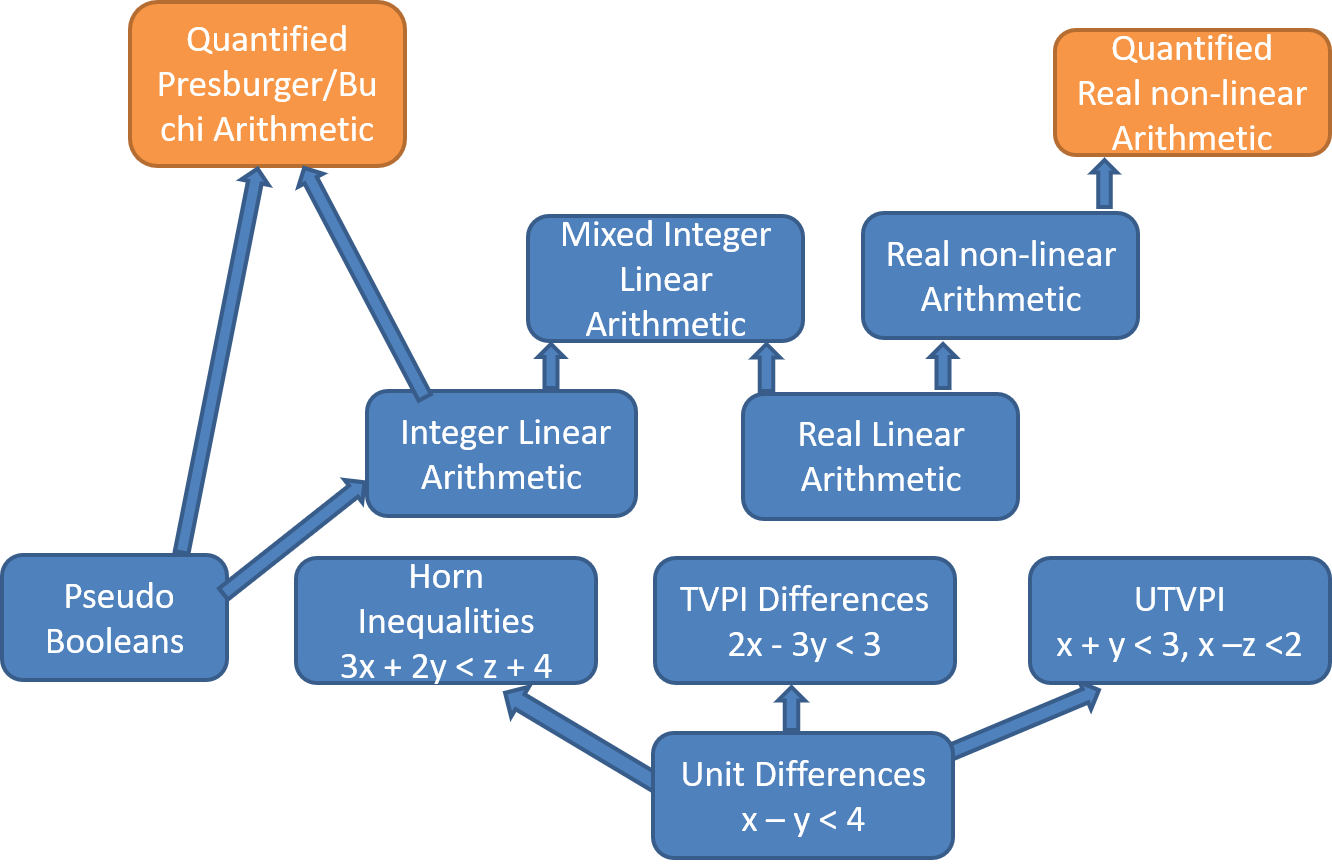 Quantified
Presburger/Bu
chi Arithmetic
Quantified
Real non-linear
Arithmetic
Mixed Integer
Linear
Arithmetic
Real non-linear
Arithmetic
Integer Linear
Arithmetic
Real Linear
Arithmetic
Pseudo
Booleans
Horn
Inequalities
3x + 2y < z + 4
TVPI Differences
2x - 3y < 3
UTVPI
x + y < 3, x –z <2
Unit Differences
x – y < 4